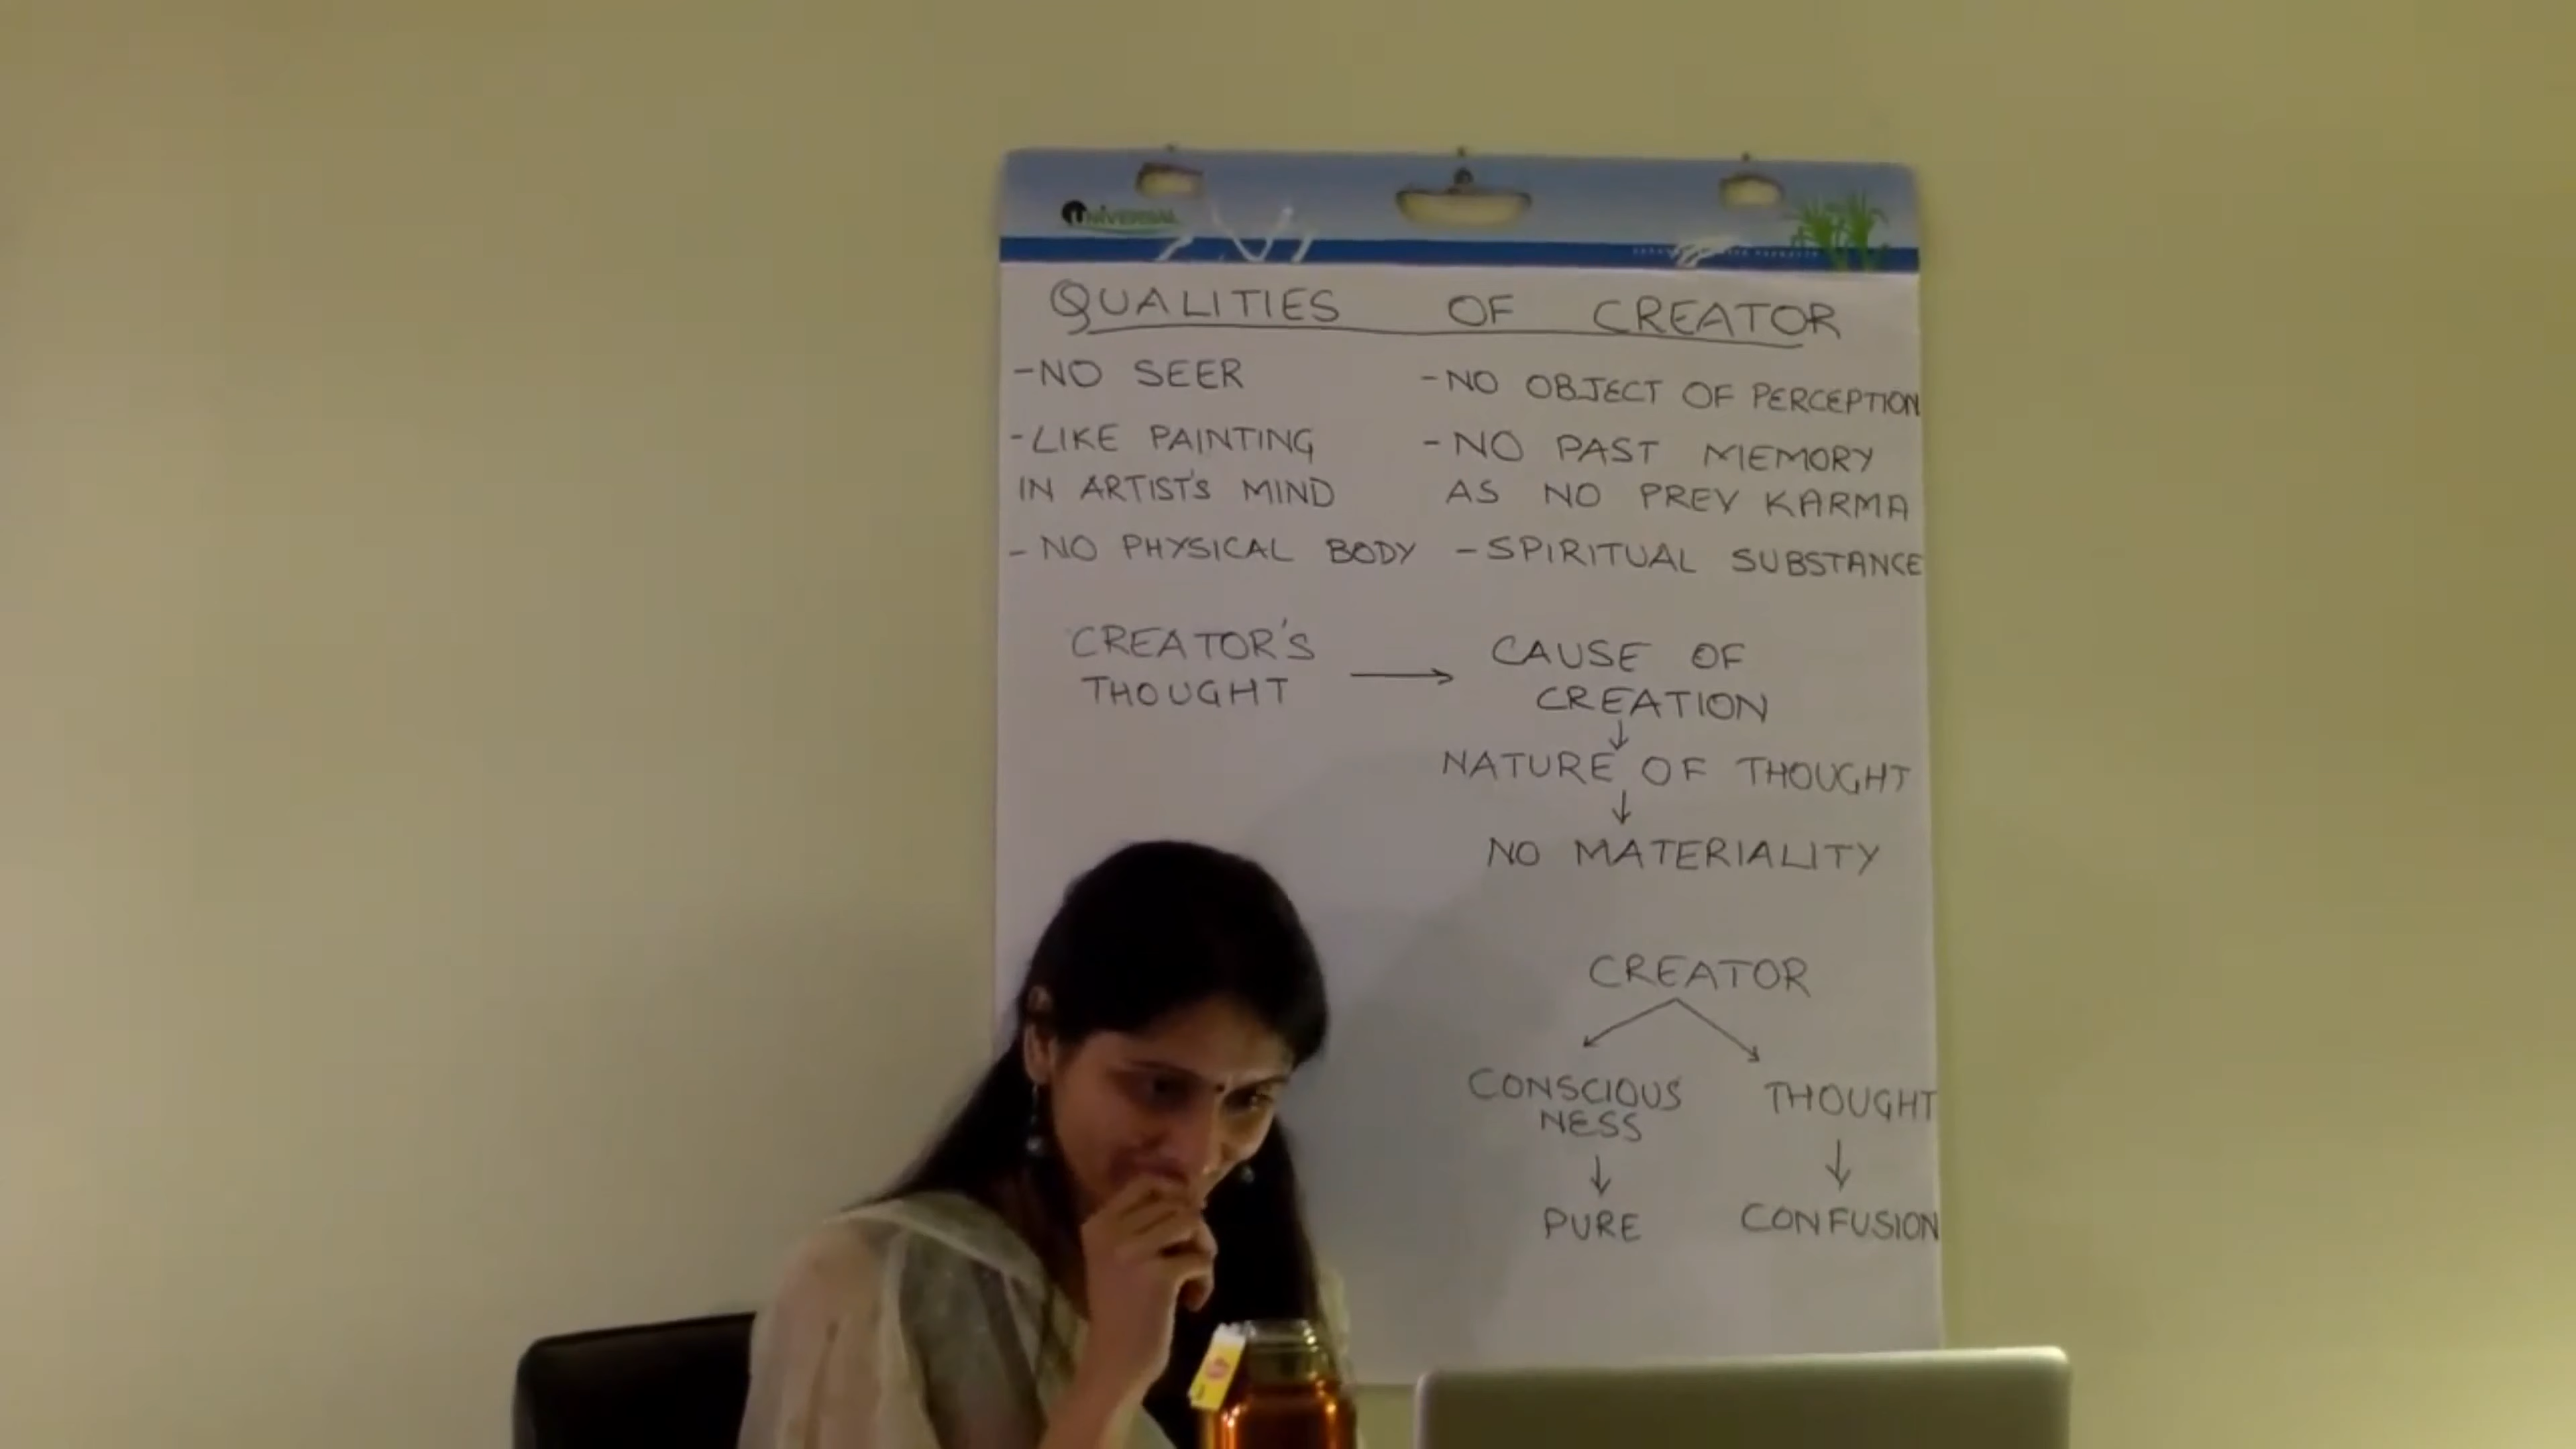 UNIVERSAL
QUALITIES OF CREATOR
-NO SEER
-NO OBJECT OF PERCEPTION
-LIKE PAINTING
IN ARTIST'S MIND
-NO PAST MEMORY
AS NO PREV KARMA
-NO PHYSICAL BODY
-SPIRITUAL SUBSTANCE
CREATOR'S
THOUGHT
→ CAUSE OF
CREATION
↓
NATURE OF THOUGHT
↓
NO MATERIALITY
CREATOR
CONSCIOUS
NESS
THOUGHT
↓ ↓
PURE
CONFUSION